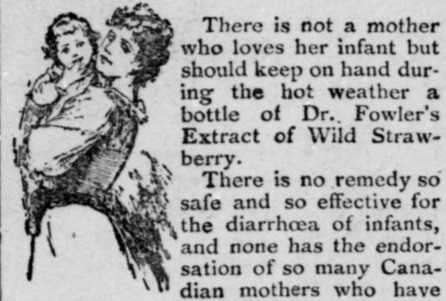 There is not a mother
who loves her infant but
should keep on hand dur-
ing the hot weather a
bottle of Dr. Fowler's
Extract of Wild Straw-
berry.
There is no remedy so
safe and so effective for
the diarrhœa of infants,
and none has the endor-
sation of so many Cana-
dian mothers who have